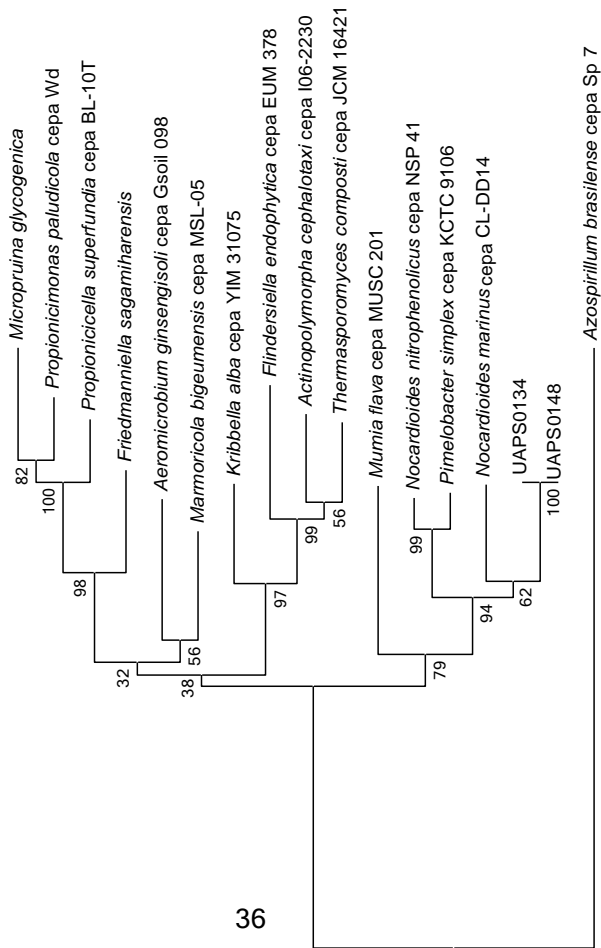 Micropruina glycogenica
Propionicimonas paludicola cepa Wd
Propionicicella superfundia cepa BL-10T
Friedmanniella sagamiharensis
Aeromicrobium ginsengisoli cepa Gsoil 098
Marmoricola bigeumensis cepa MSL-05
Kribbella alba cepa YIM 31075
Flindersiella endophytica cepa EUM 378
Actinopolymorpha cephalotaxi cepa I06-2230
Thermasporomyces composti cepa JCM 16421
Mumia flava cepa MUSC 201
Nocardioides nitrophenolicus cepa NSP 41
Pimelobacter simplex cepa KCTC 9106
Nocardioides marinus cepa CL-DD14
UAPS0134
UAPS0148
Azospirillum brasilense cepa Sp 7
82
100
98
32
56
38
97
99
56
79
99
94
62
100
36